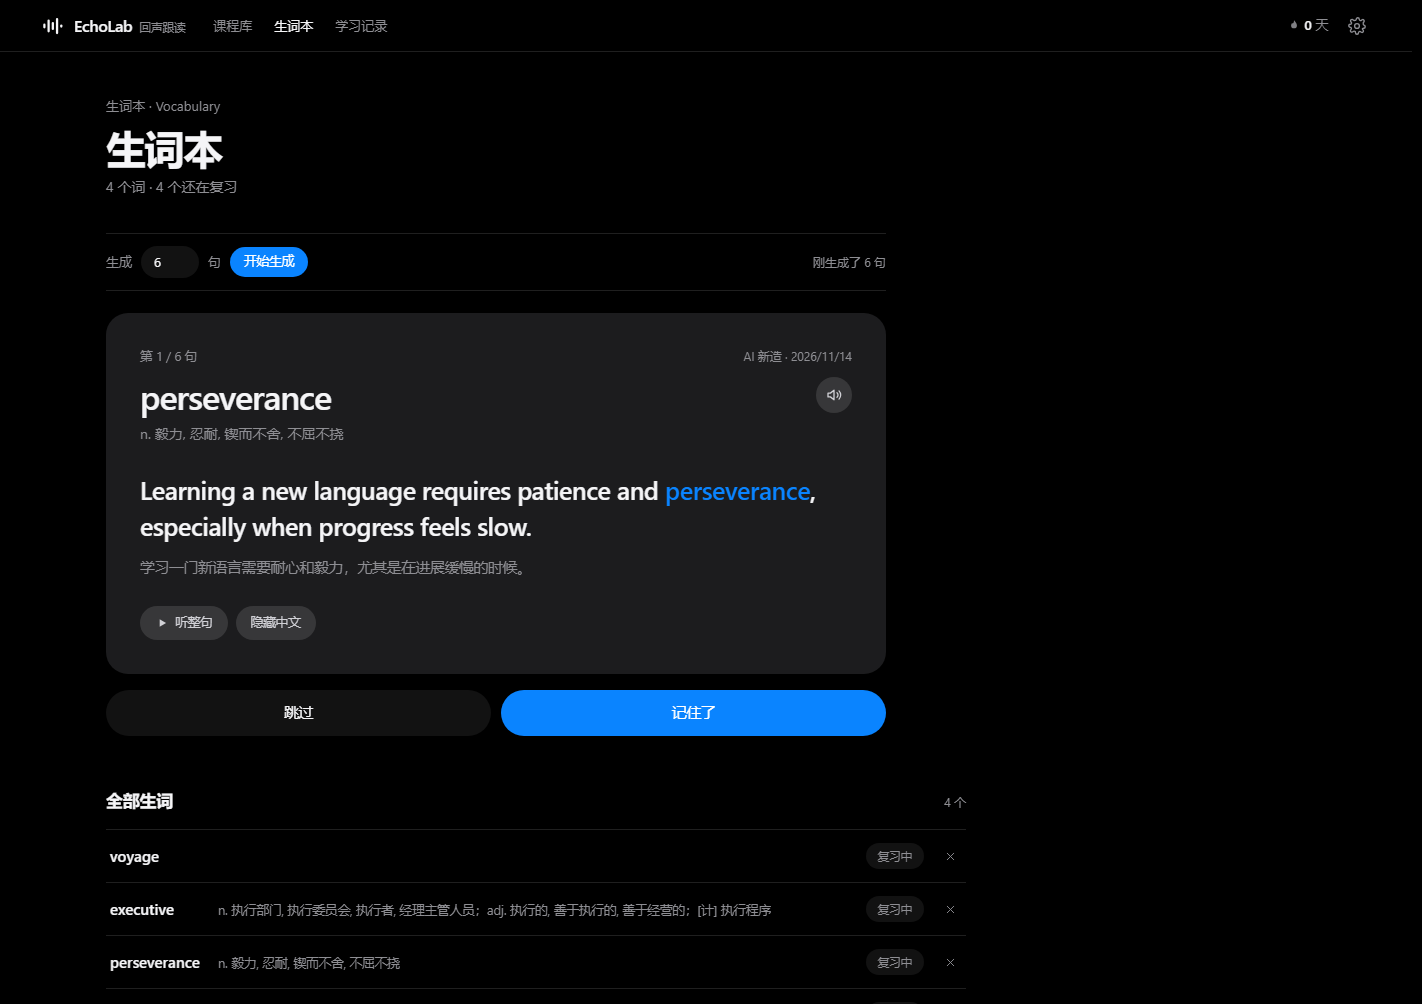 EchoLab 回声跟读 课程库 生词本 学习记录 0 天
生词本 · Vocabulary
生词本
4 个词 · 4 个还在复习
生成 6 句 开始生成 刚生成了 6 句
第 1 / 6 句 AI 新造 · 2026/11/14
perseverance
n. 毅力, 忍耐, 锲而不舍, 不屈不挠
Learning a new language requires patience and perseverance,
especially when progress feels slow.
学习一门新语言需要耐心和毅力，尤其是在进展缓慢的时候。
听整句 隐藏中文
跳过 记住了
全部生词 4 个
voyage 复习中
executive n. 执行部门, 执行委员会, 执行者, 经理主管人员；adj. 执行的, 善于执行的, 善于经营的；[计] 执行程序 复习中
perseverance n. 毅力, 忍耐, 锲而不舍, 不屈不挠 复习中